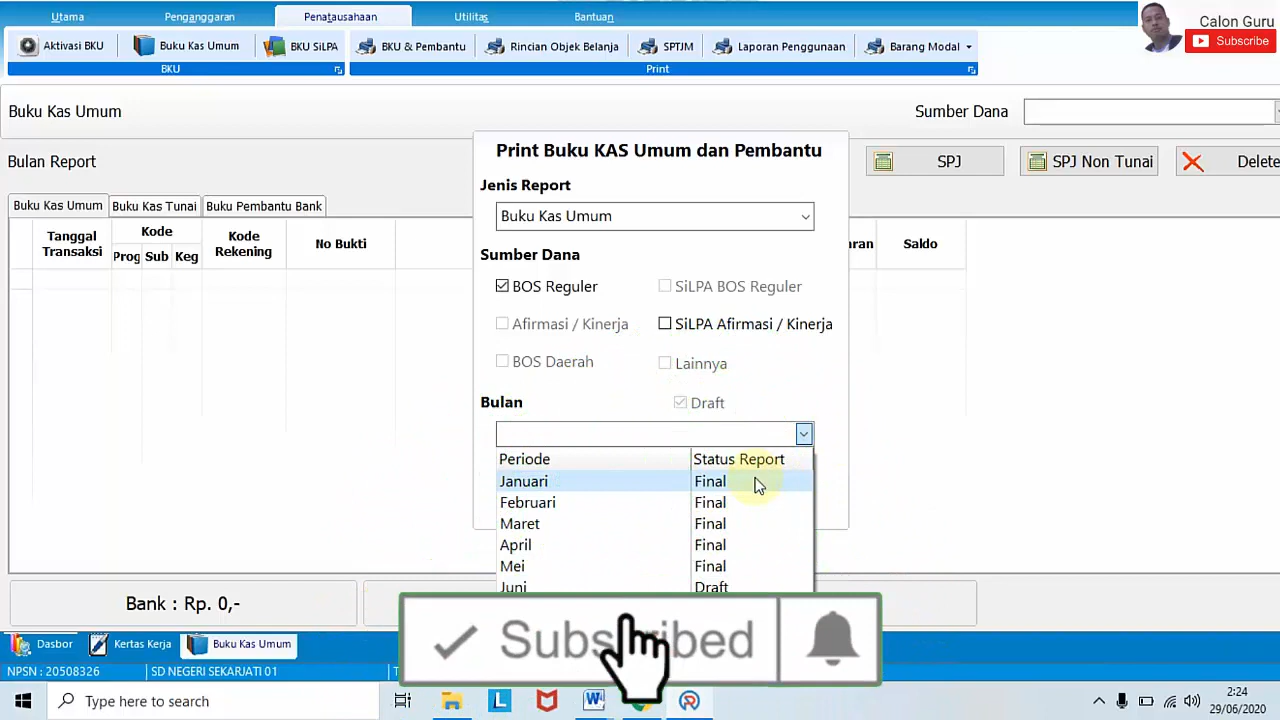 Utama Penganggaran Penatausahaan Utilitas Bantuan
Calon Guru
Subscribe
Aktivasi BKU Buku Kas Umum BKU SiLPA BKU & Pembantu Rincian Objek Belanja SPTJM Laporan Penggunaan Barang Modal
BKU Print
Buku Kas Umum Sumber Dana
Print Buku KAS Umum dan Pembantu
Bulan Report SPJ SPJ Non Tunai Delete
Jenis Report
Buku Kas Umum Buku Kas Tunai Buku Pembantu Bank
Buku Kas Umum
Tanggal Transaksi Kode Kode Rekening No Bukti Saldo
Prog Sub Keg
Sumber Dana
BOS Reguler SiLPA BOS Reguler
Afirmasi / Kinerja SiLPA Afirmasi / Kinerja
BOS Daerah Lainnya
Bulan Draft
Periode Status Report
Januari Final
Februari Final
Maret Final
April Final
Mei Final
Juni Draft
Bank : Rp. 0,-
Subscribed
Dasbor Kertas Kerja Buku Kas Umum
NPSN : 20508326 SD NEGERI SEKARJATI 01
Type here to search
2:24
29/06/2020